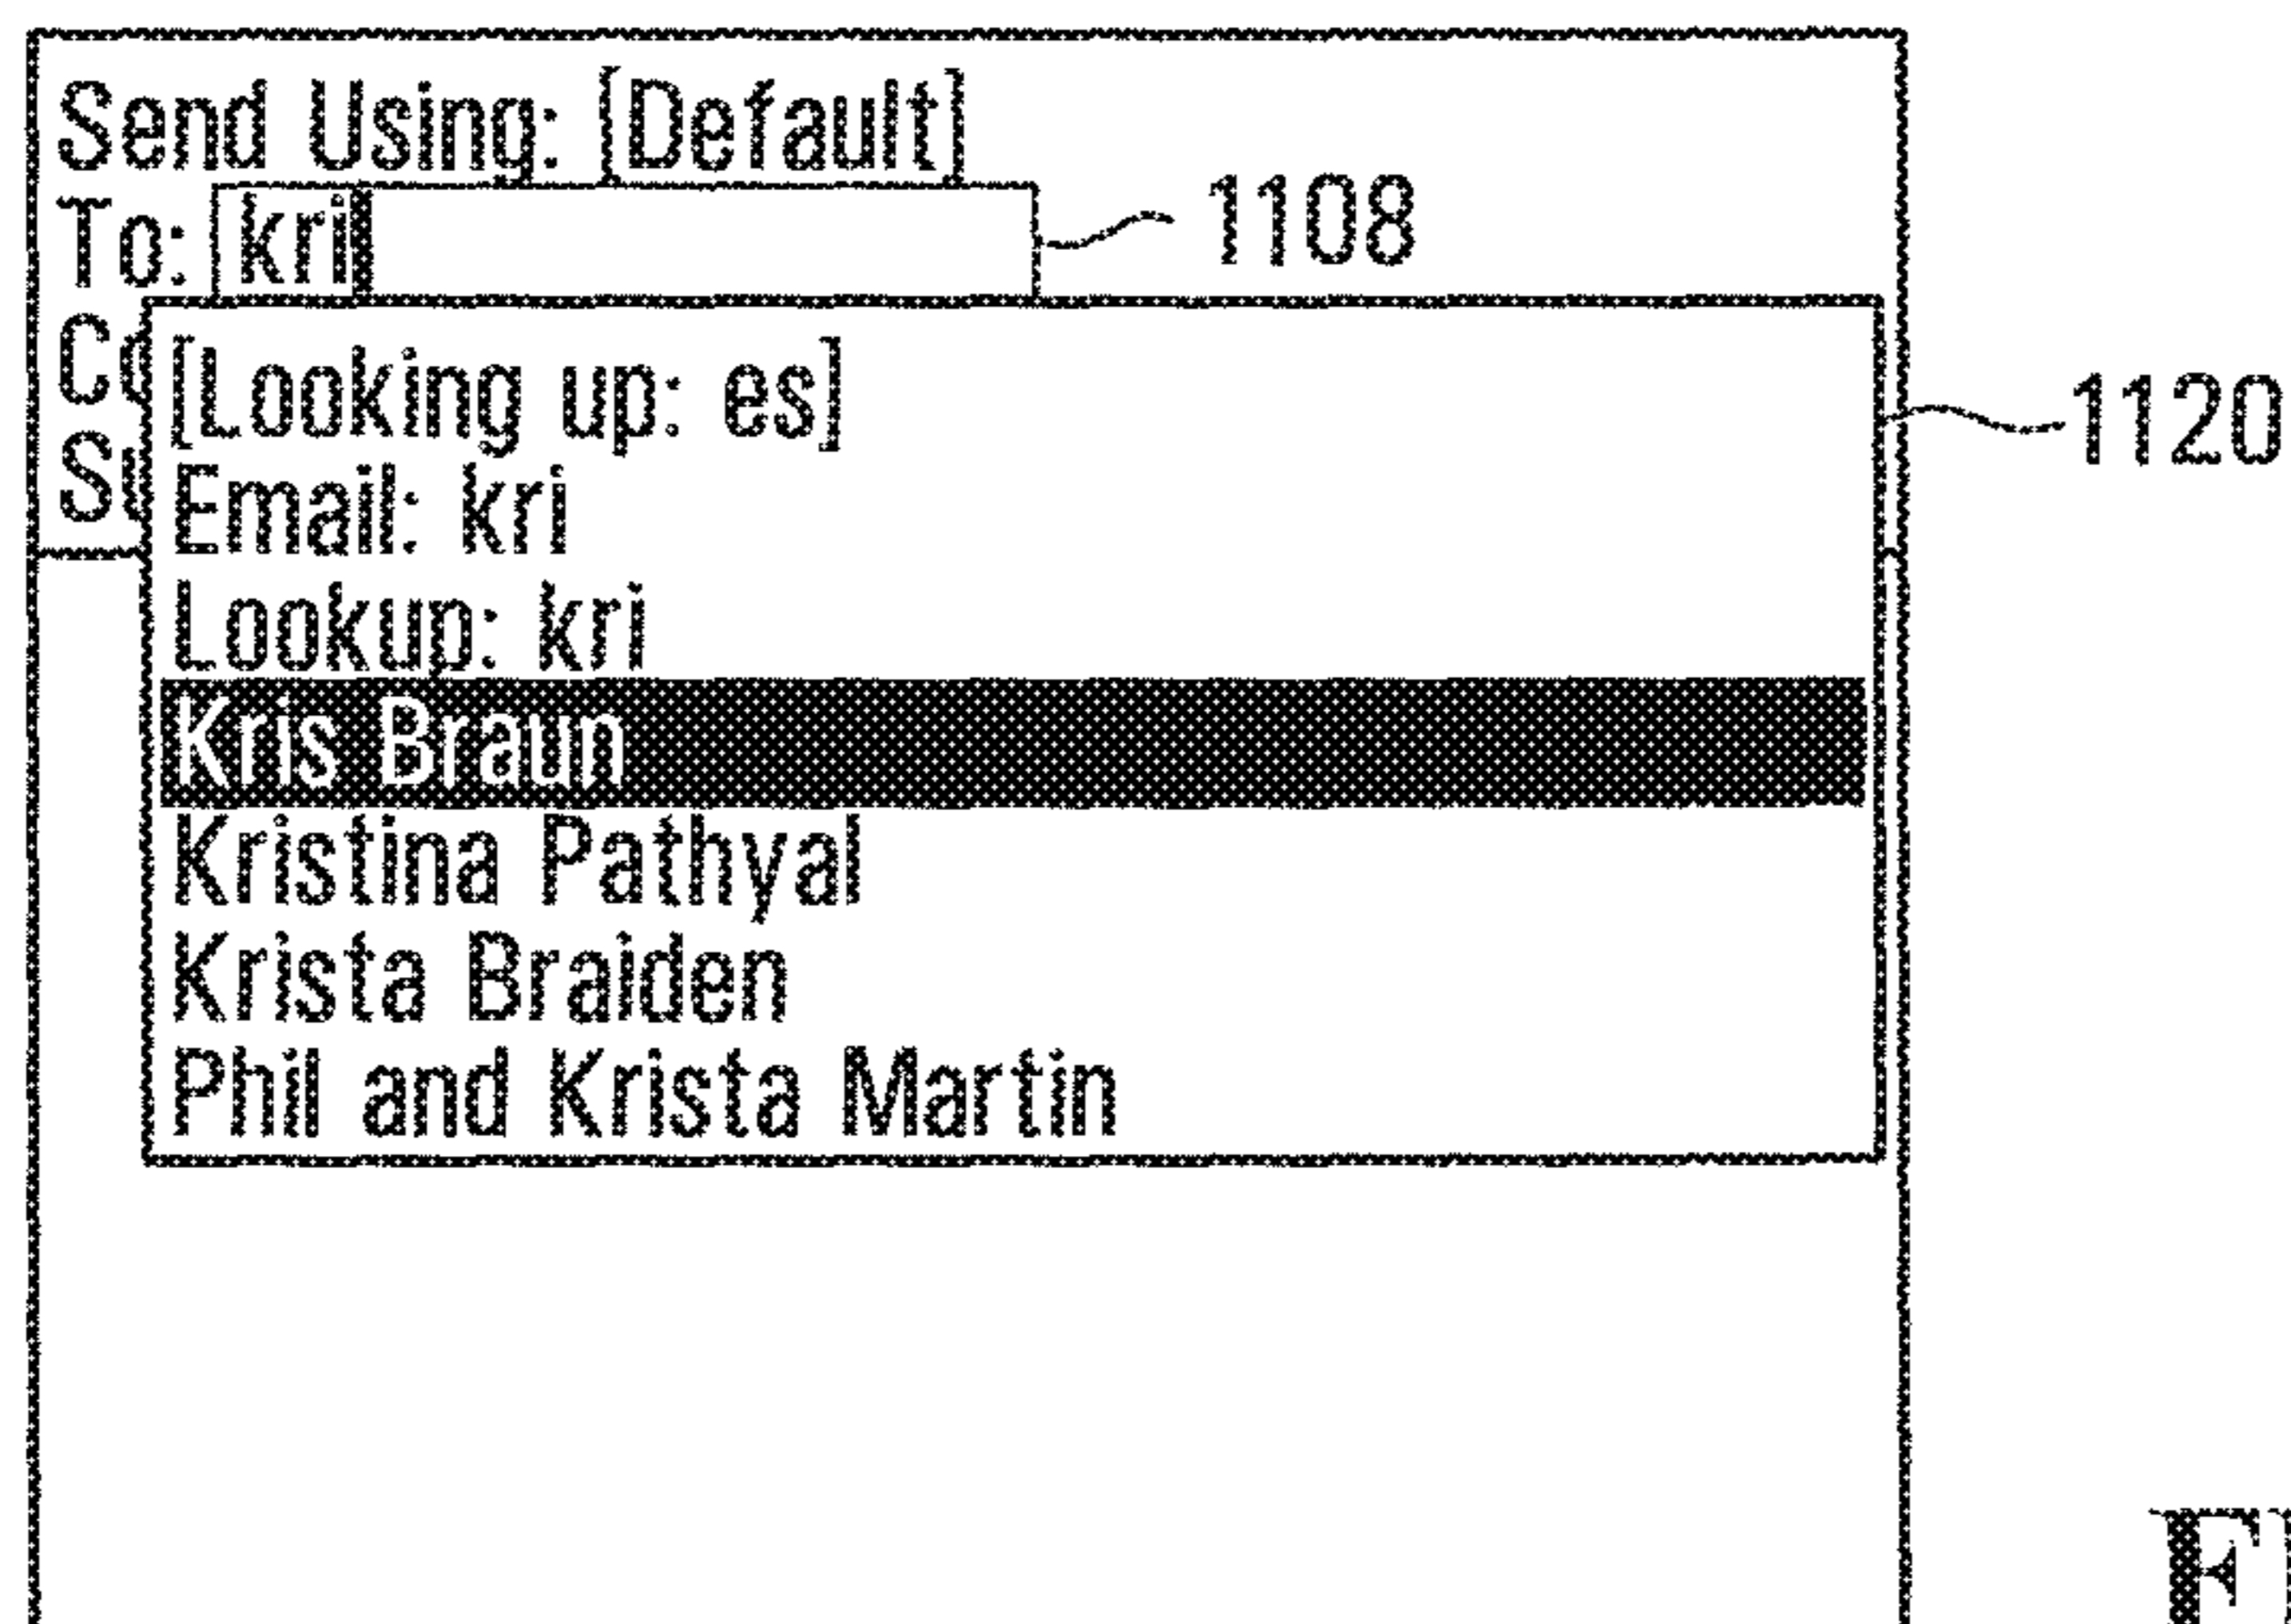 Send Using: [Default]
To: kri
1108
[Looking up: es]
1120
Email: kri
Lookup: kri
Kris Braun
Kristina Pathyal
Krista Braiden
Phil and Krista Martin